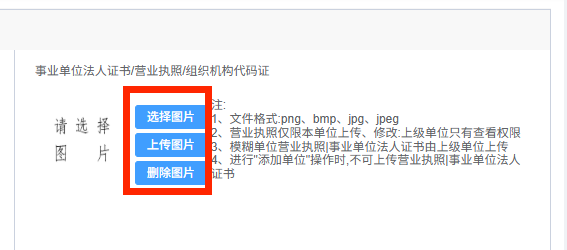 事业单位法人证书/营业执照/组织机构代码证
请选择
图 片
选择图片
上传图片
删除图片
注:
1、文件格式:png、bmp、jpg、jpeg
2、营业执照仅限本单位上传、修改:上级单位只有查看权限
3、模糊单位营业执照|事业单位法人证书由上级单位上传
4、进行"添加单位"操作时,不可上传营业执照|事业单位法人
证书